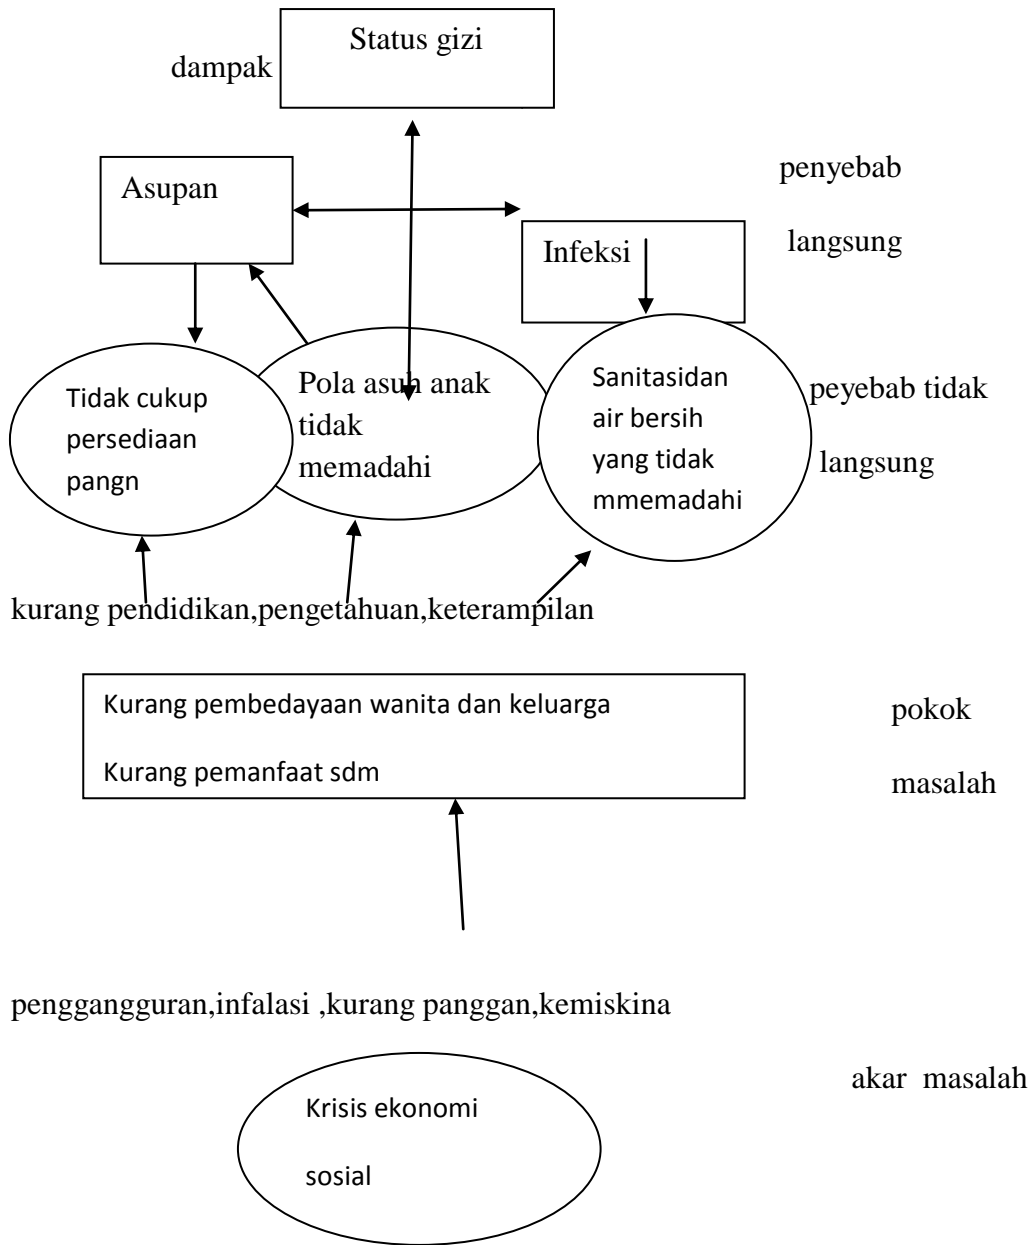 Status gizi
dampak
Asupan
penyebab
langsung
Infeksi
Tidak cukup
persediaan
pangn
Pola asuh anak
tidak
memadahi
Sanitasidan
air bersih
yang tidak
mmemadahi
peyebab tidak
langsung
kurang pendidikan,pengetahuan,keterampilan
Kurang pembedayaan wanita dan keluarga
Kurang pemanfaat sdm
pokok
masalah
penggangguran,infalasi ,kurang panggan,kemiskina
akar  masalah
Krisis ekonomi
sosial